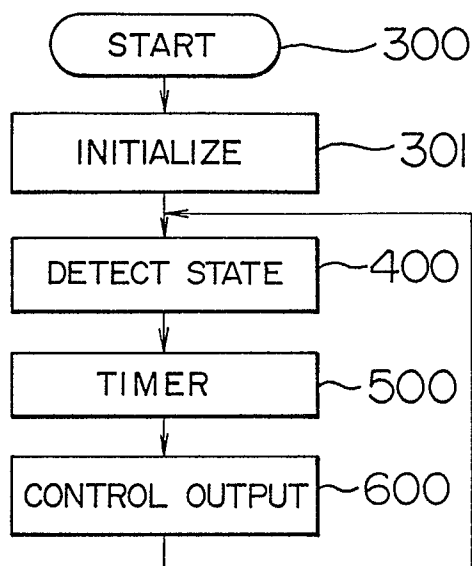 START 300
INITIALIZE 301
DETECT STATE 400
TIMER 500
CONTROL OUTPUT 600